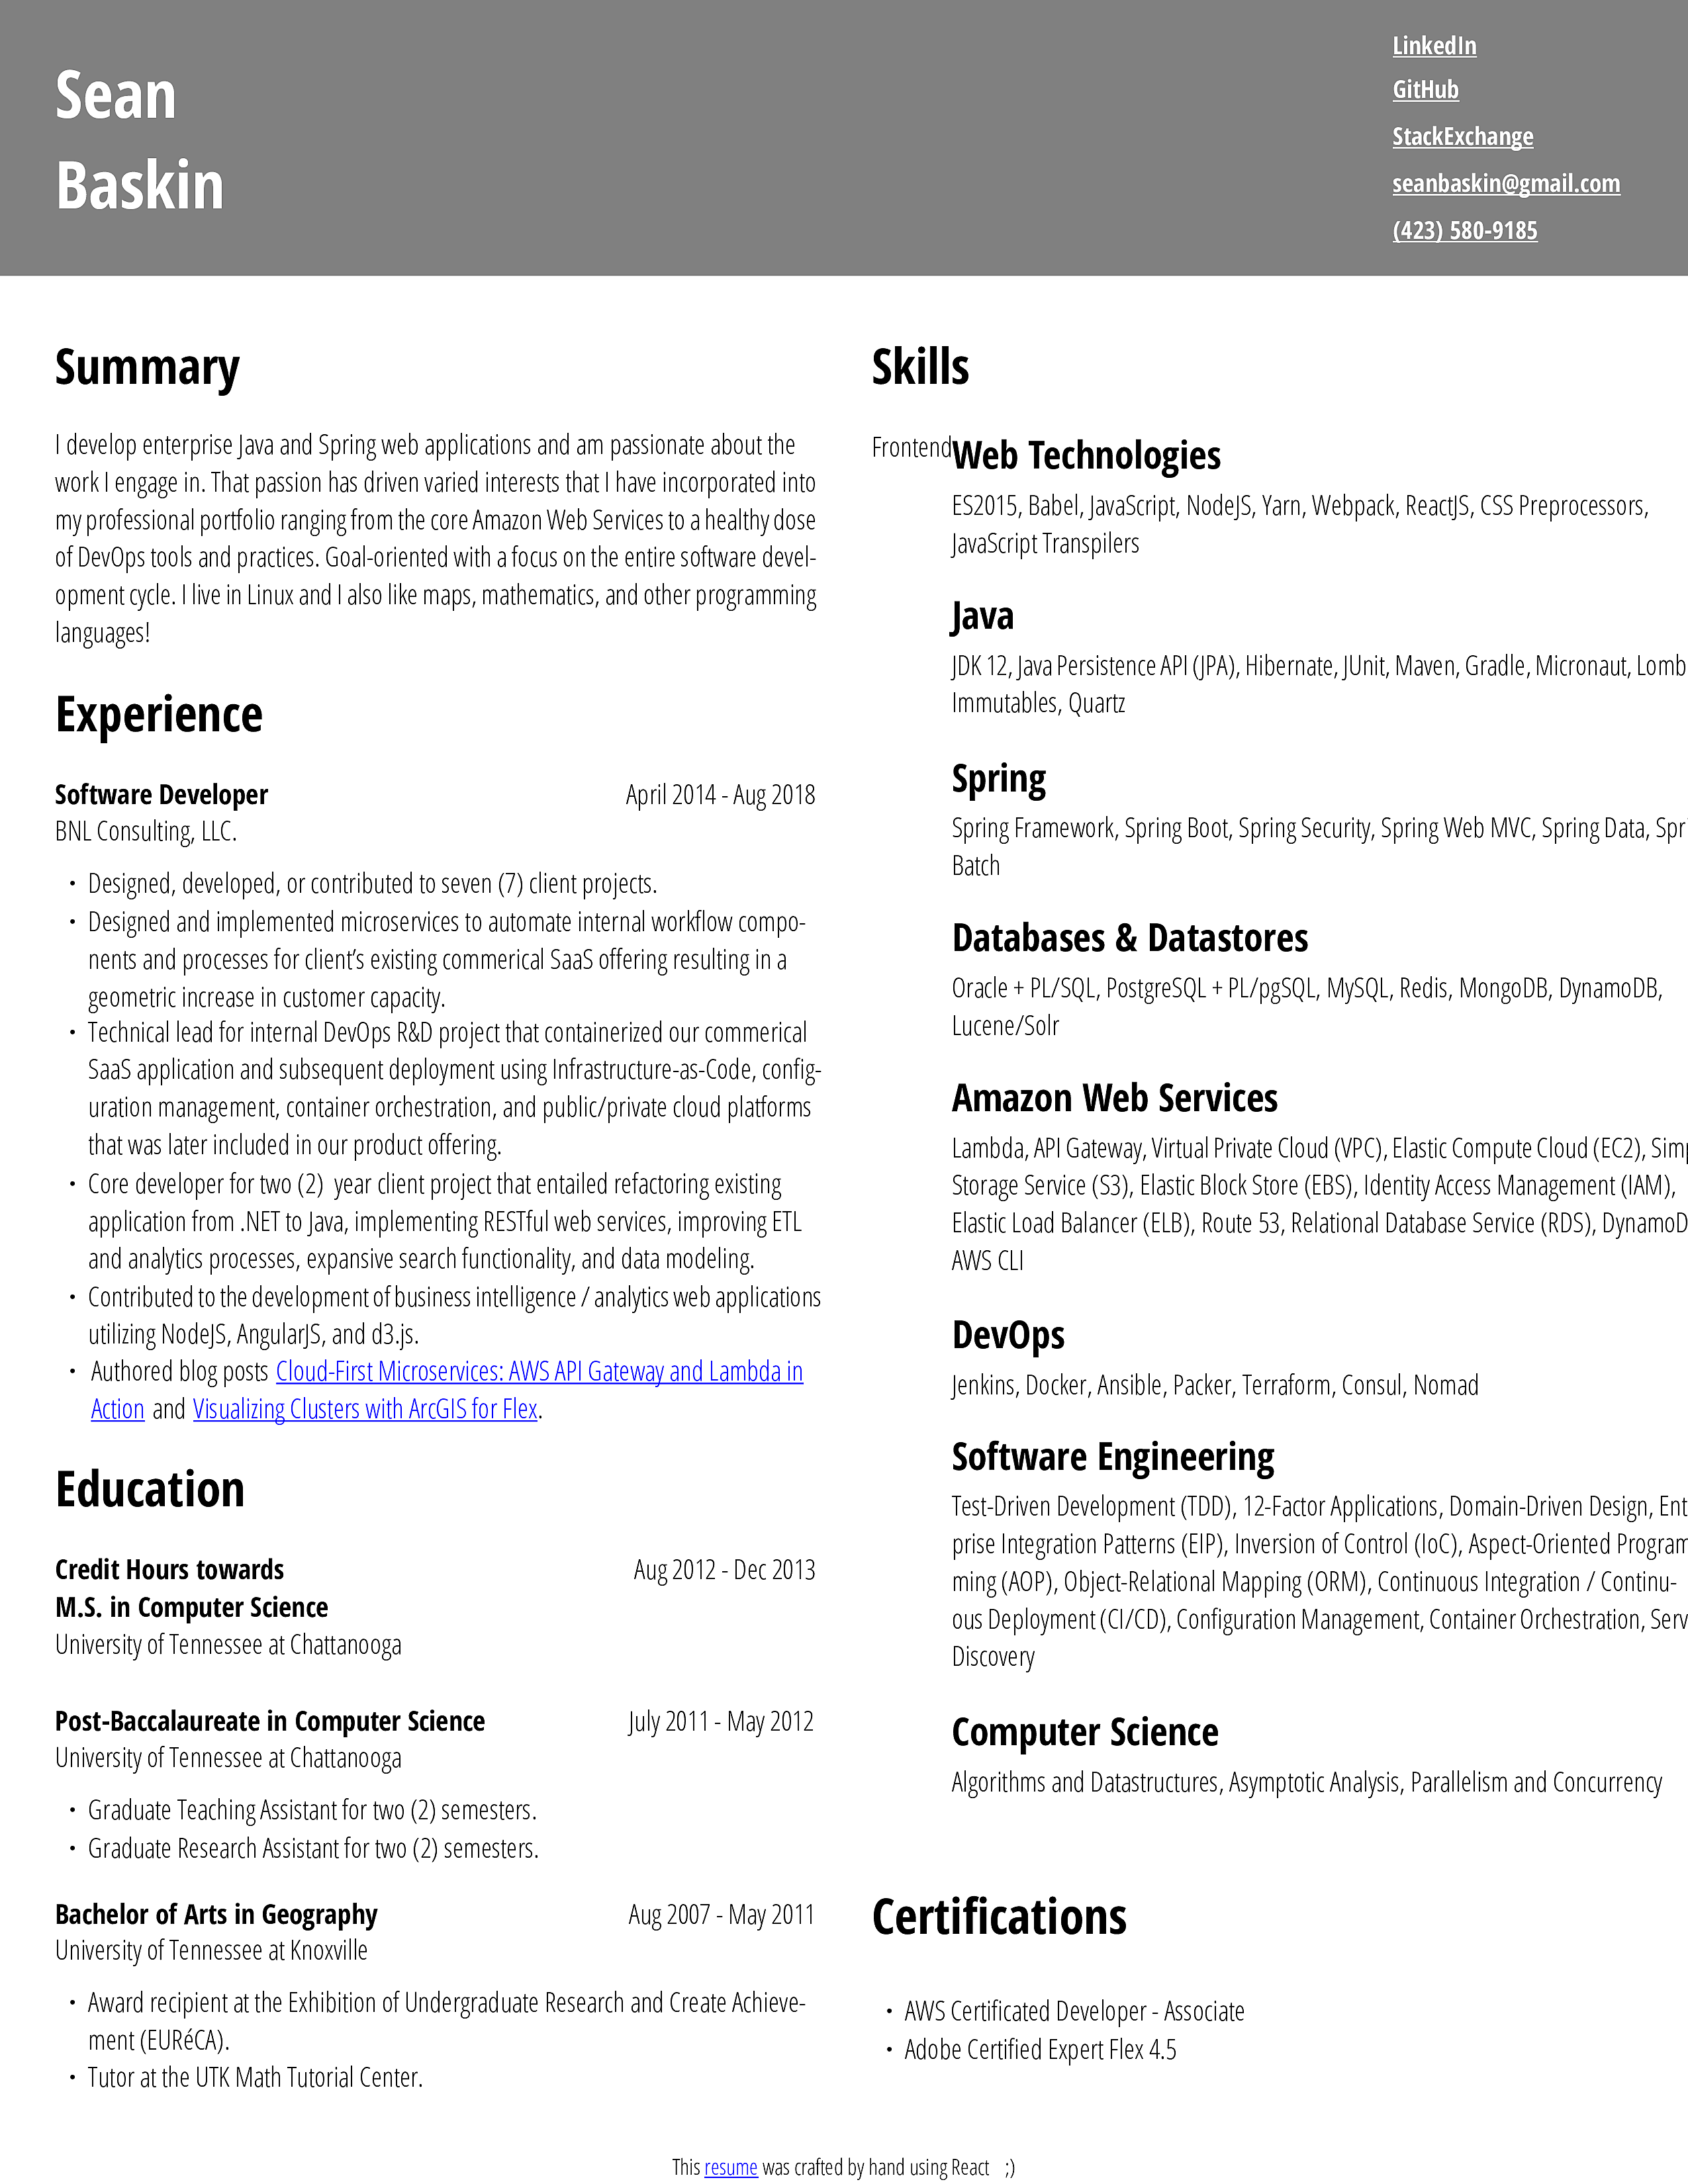 Sean
Baskin
LinkedIn
GitHub
StackExchange
seanbaskin@gmail.com
(423) 580-9185
Summary
I develop enterprise Java and Spring web applications and am passionate about the
work I engage in. That passion has driven varied interests that I have incorporated into
my professional portfolio ranging from the core Amazon Web Services to a healthy dose
of DevOps tools and practices. Goal-oriented with a focus on the entire software devel-
opment cycle. I live in Linux and I also like maps, mathematics, and other programming
languages!
Experience
Software Developer April 2014 - Aug 2018
BNL Consulting, LLC.
• Designed, developed, or contributed to seven (7) client projects.
• Designed and implemented microservices to automate internal workflow compo-
nents and processes for client's existing commerical SaaS offering resulting in a
geometric increase in customer capacity.
• Technical lead for internal DevOps R&D project that containerized our commerical
SaaS application and subsequent deployment using Infrastructure-as-Code, config-
uration management, container orchestration, and public/private cloud platforms
that was later included in our product offering.
• Core developer for two (2) year client project that entailed refactoring existing
application from .NET to Java, implementing RESTful web services, improving ETL
and analytics processes, expansive search functionality, and data modeling.
• Contributed to the development of business intelligence / analytics web applications
utilizing NodeJS, AngularJS, and d3.js.
• Authored blog posts Cloud-First Microservices: AWS API Gateway and Lambda in
Action and Visualizing Clusters with ArcGIS for Flex.
Education
Credit Hours towards Aug 2012 - Dec 2013
M.S. in Computer Science
University of Tennessee at Chattanooga
Post-Baccalaureate in Computer Science July 2011 - May 2012
University of Tennessee at Chattanooga
• Graduate Teaching Assistant for two (2) semesters.
• Graduate Research Assistant for two (2) semesters.
Bachelor of Arts in Geography Aug 2007 - May 2011
University of Tennessee at Knoxville
• Award recipient at the Exhibition of Undergraduate Research and Create Achieve-
ment (EURéCA).
• Tutor at the UTK Math Tutorial Center.
Skills
Frontend Web Technologies
ES2015, Babel, JavaScript, NodeJS, Yarn, Webpack, ReactJS, CSS Preprocessors,
JavaScript Transpilers
Java
JDK 12, Java Persistence API (JPA), Hibernate, JUnit, Maven, Gradle, Micronaut, Lomb
Immutables, Quartz
Spring
Spring Framework, Spring Boot, Spring Security, Spring Web MVC, Spring Data, Spr
Batch
Databases & Datastores
Oracle + PL/SQL, PostgreSQL + PL/pgSQL, MySQL, Redis, MongoDB, DynamoDB,
Lucene/Solr
Amazon Web Services
Lambda, API Gateway, Virtual Private Cloud (VPC), Elastic Compute Cloud (EC2), Simp
Storage Service (S3), Elastic Block Store (EBS), Identity Access Management (IAM),
Elastic Load Balancer (ELB), Route 53, Relational Database Service (RDS), DynamoD
AWS CLI
DevOps
Jenkins, Docker, Ansible, Packer, Terraform, Consul, Nomad
Software Engineering
Test-Driven Development (TDD), 12-Factor Applications, Domain-Driven Design, Ent
prise Integration Patterns (EIP), Inversion of Control (IoC), Aspect-Oriented Program
ming (AOP), Object-Relational Mapping (ORM), Continuous Integration / Continu-
ous Deployment (CI/CD), Configuration Management, Container Orchestration, Serv
Discovery
Computer Science
Algorithms and Datastructures, Asymptotic Analysis, Parallelism and Concurrency
Certifications
• AWS Certificated Developer - Associate
• Adobe Certified Expert Flex 4.5
This resume was crafted by hand using React ;)